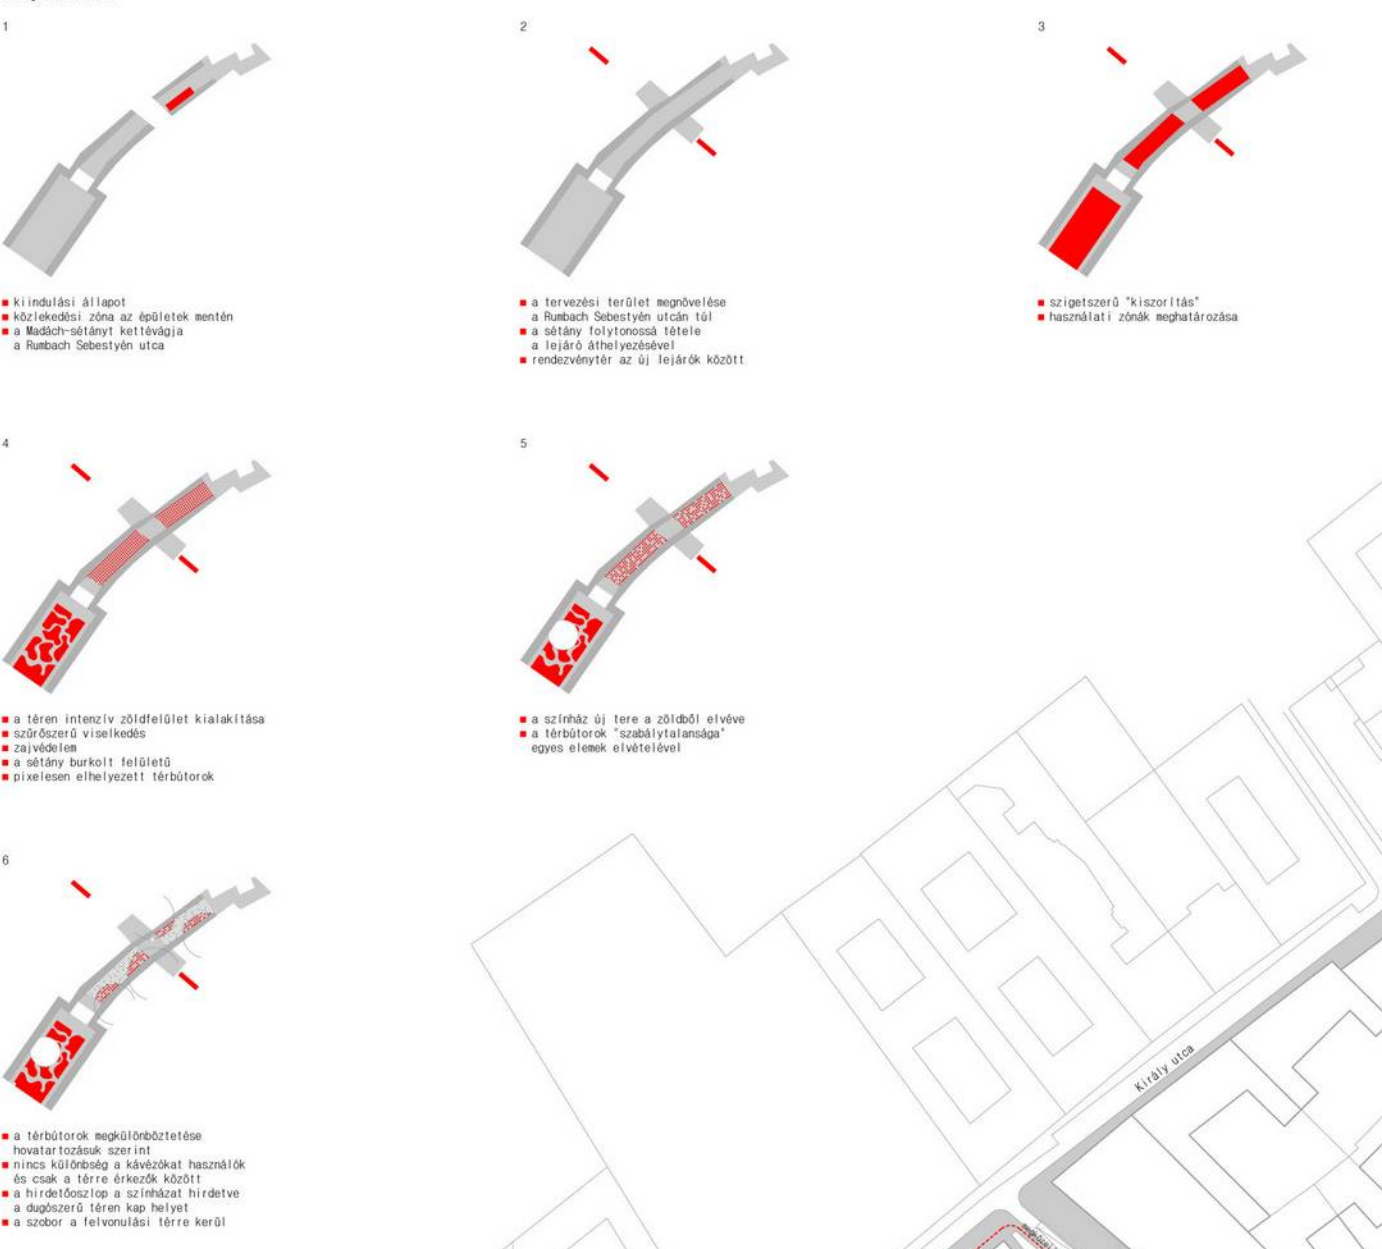 1
kiindulási állapot
közlekedési zóna az épületek mentén
a Madách-sétányt kettévágja
a Rumbach Sebestyén utca
2
a tervezési terület megnövelése
a Rumbach Sebestyén utcán túl
a sétány folytonossá tétele
a lejáró áthelyezésével
rendezvénytér az új lejárók között
3
szigetszerű "kiszorítás"
használati zónák meghatározása
4
a téren intenzív zöldfelület kialakítása
szűrőszerű viselkedés
zajvédelem
a sétány burkolt felületű
pixelesen elhelyezett térbútorok
5
a színház új tere a zöldből elvéve
a térbútorok "szabálytalansága"
egyes elemek elvételével
6
a térbútorok megkülönböztetése
hovatartozásuk szerint
nincs különbség a kávézókat használók
és csak a térre érkezők között
a hirdetőoszlop a színházat hirdetve
a dugószerű téren kap helyet
a szobor a felvonulási térre kerül
Király utca